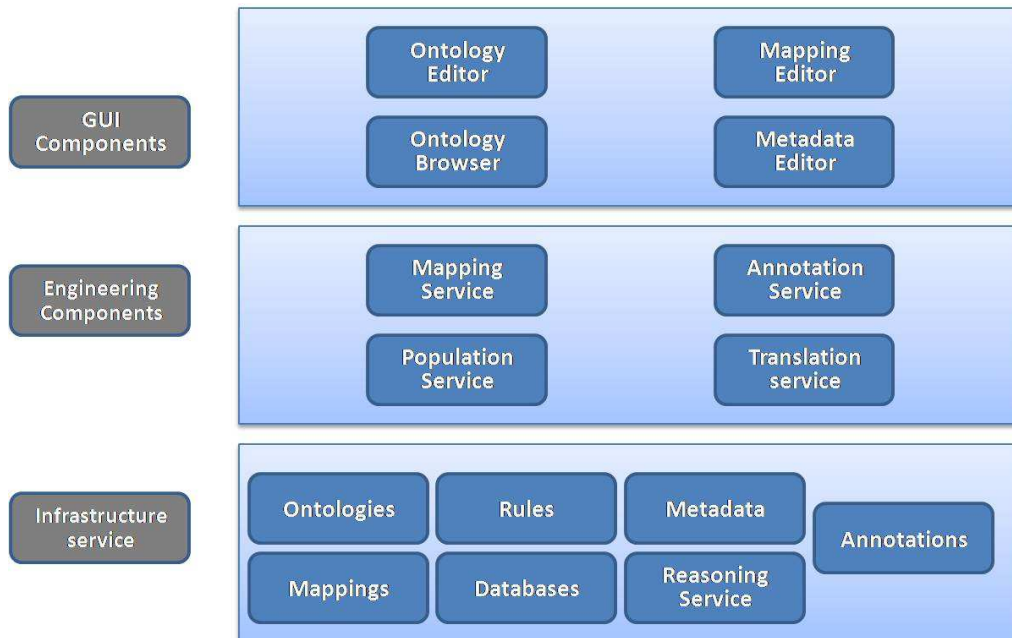 GUI
Components
Ontology
Editor
Mapping
Editor
Ontology
Browser
Metadada
Editor
Engineering
Components
Mapping
Service
Annotation
Service
Population
Service
Translation
service
Infrastructure
service
Ontologies
Rules
Metadata
Annotations
Mappings
Databases
Reasoning
Service